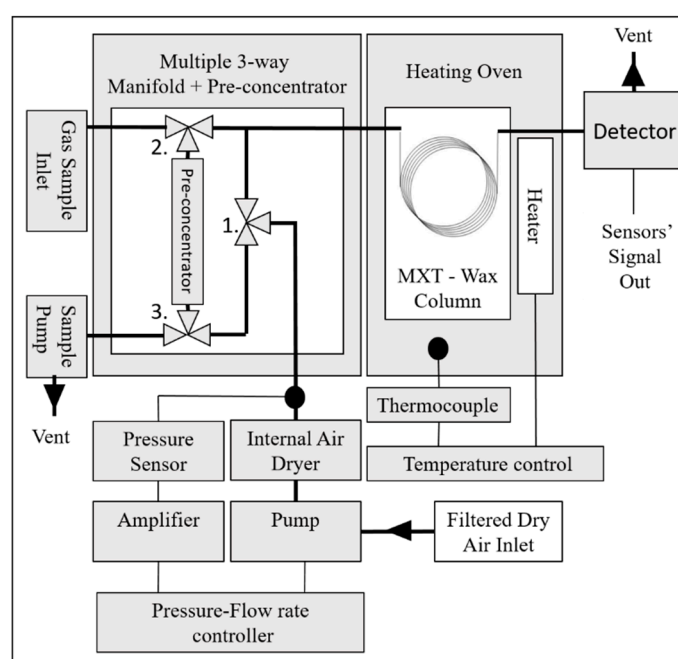 Multiple 3-way
Manifold + Pre-concentrator
Heating Oven
Vent
Gas Sample
Inlet
2.
Pre-concentrator
1.
3.
Detector
Heater
Sensors'
Signal
Out
MXT - Wax
Column
Sample
Pump
Vent
Thermocouple
Pressure
Sensor
Internal Air
Dryer
Temperature control
Amplifier
Pump
Filtered Dry
Air Inlet
Pressure-Flow rate
controller